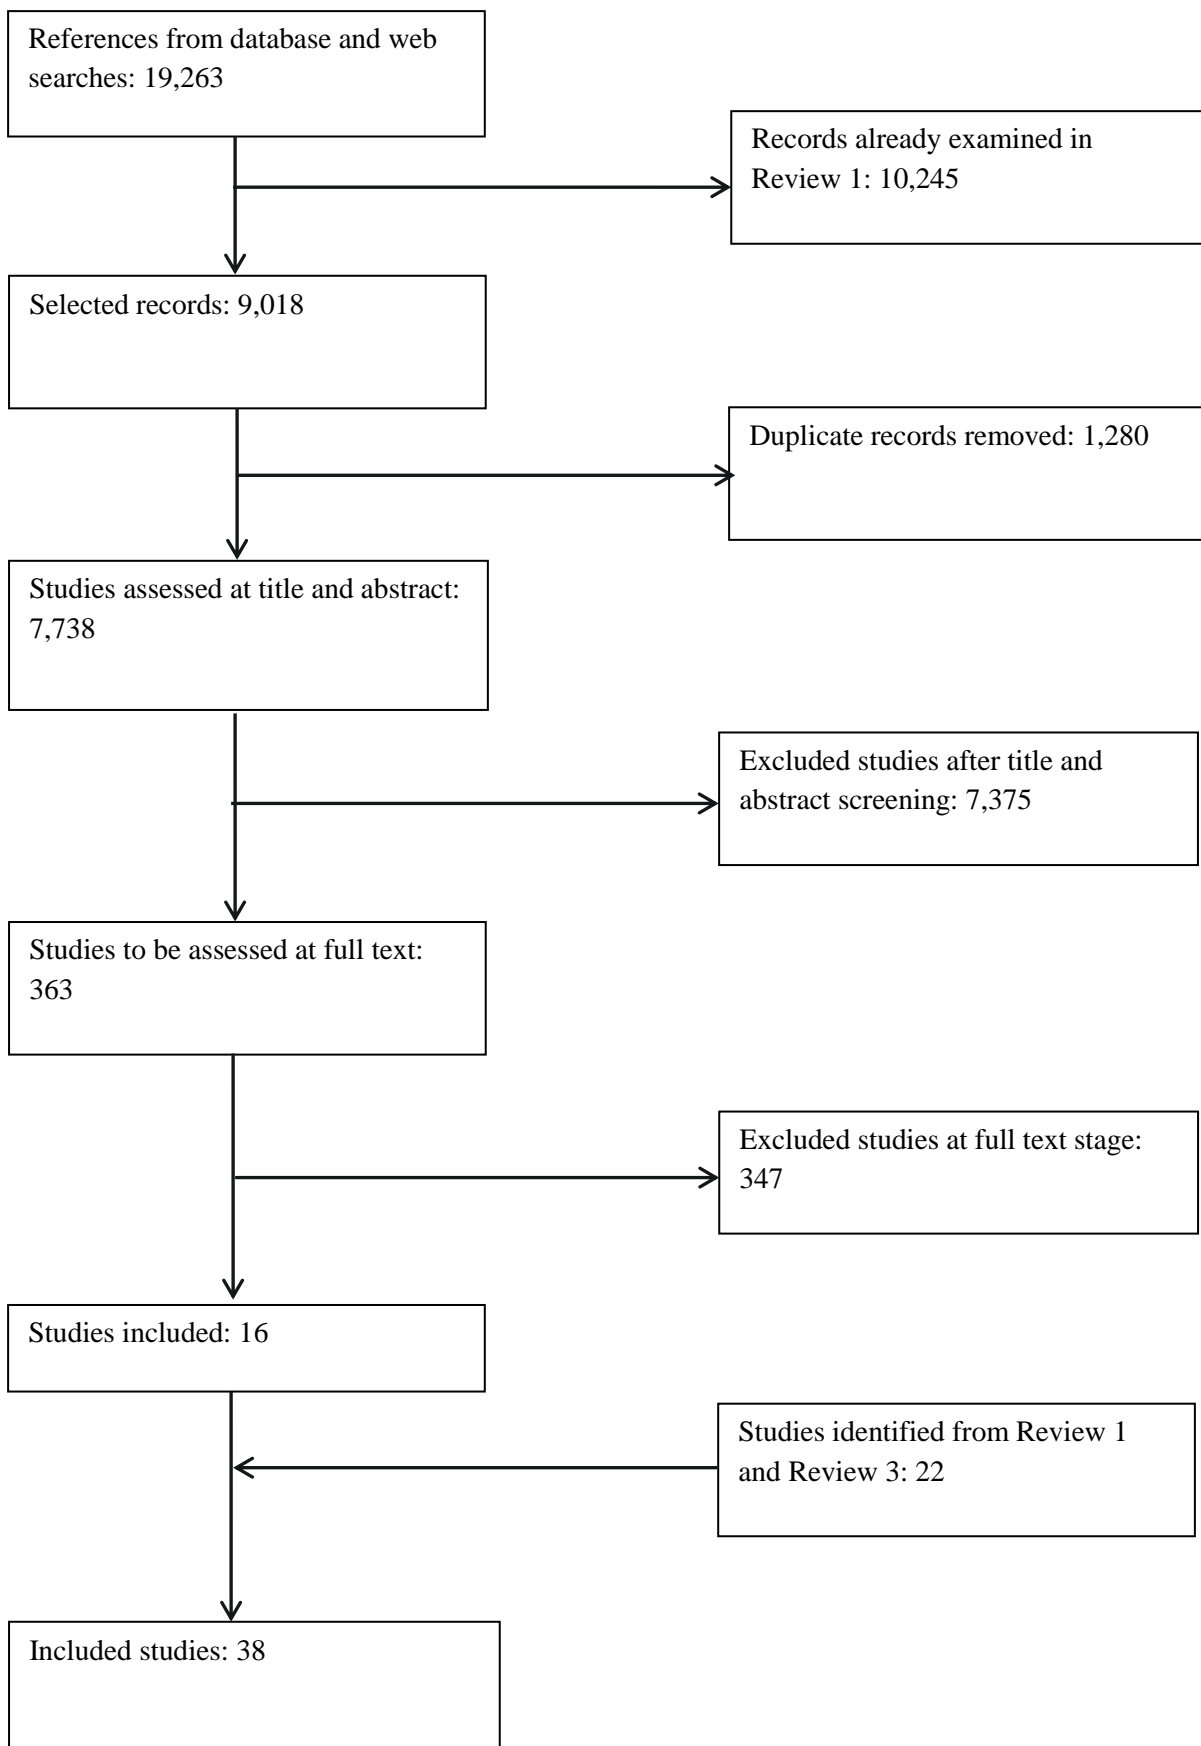 References from database and web
searches: 19,263
Records already examined in
Review 1: 10,245
Selected records: 9,018
Duplicate records removed: 1,280
Studies assessed at title and abstract:
7,738
Excluded studies after title and
abstract screening: 7,375
Studies to be assessed at full text:
363
Excluded studies at full text stage:
347
Studies included: 16
Studies identified from Review 1
and Review 3: 22
Included studies: 38